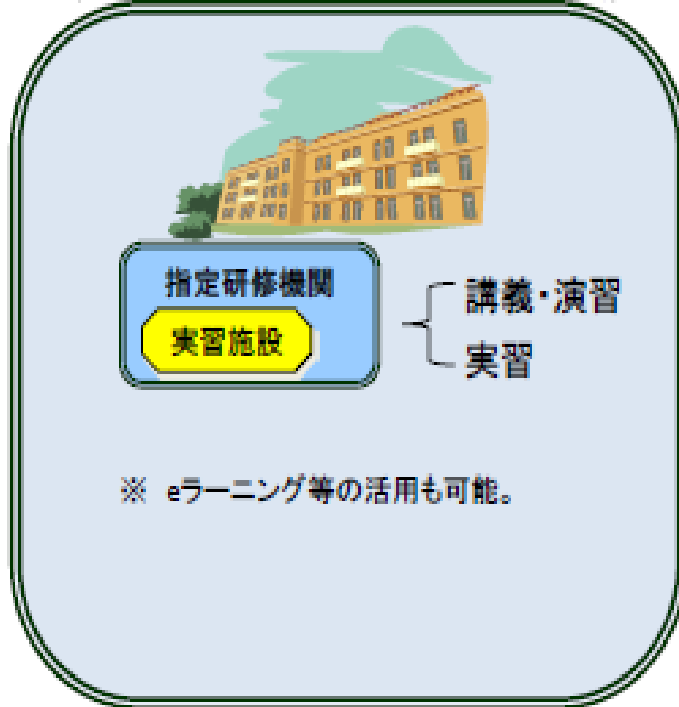 指定研修機関
実習施設
講義・演習
実習
※ eラーニング等の活用も可能。